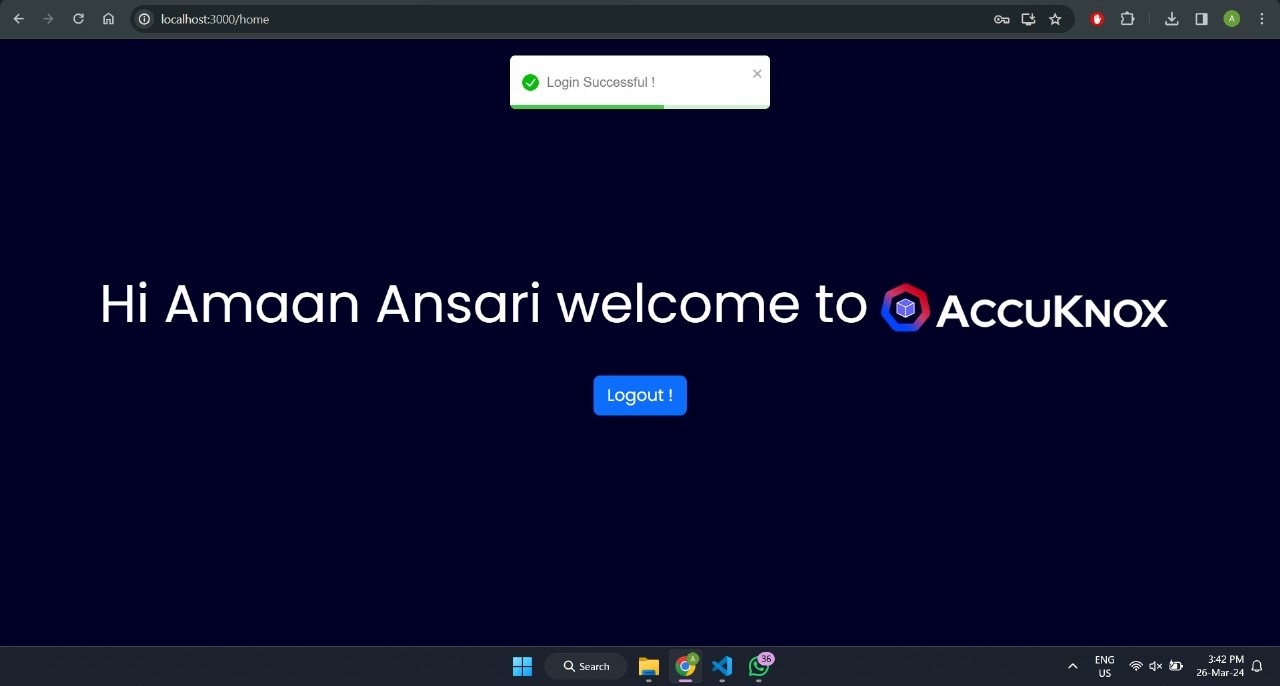 localhost:3000/home
A
Login Successful !
Hi Amaan Ansari welcome to ACCUKNOX
Logout !
Search
A
36
ENG
US
3:42 PM
26-Mar-24